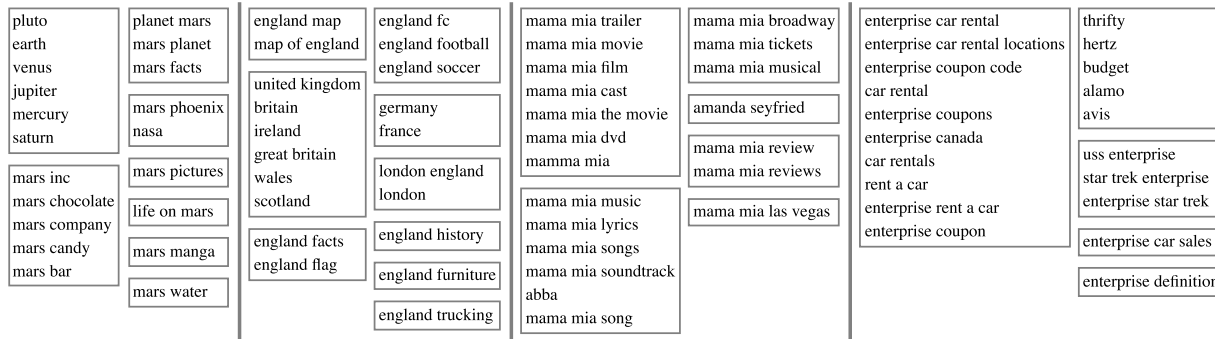 pluto
earth
venus
jupiter
mercury
saturn
mars inc
mars chocolate
mars company
mars candy
mars bar
planet mars
mars planet
mars facts
mars phoenix
nasa
mars pictures
life on mars
mars manga
mars water
england map
map of england
united kingdom
britain
ireland
great britain
wales
scotland
england facts
england flag
england fc
england football
england soccer
germany
france
london england
london
england history
england furniture
england trucking
mama mia trailer
mama mia movie
mama mia film
mama mia cast
mama mia the movie
mama mia dvd
mamma mia
mama mia music
mama mia lyrics
mama mia songs
mama mia soundtrack
abba
mama mia song
mama mia broadway
mama mia tickets
mama mia musical
amanda seyfried
mama mia review
mama mia reviews
mama mia las vegas
enterprise car rental
enterprise car rental locations
enterprise coupon code
car rental
enterprise coupons
enterprise canada
car rentals
rent a car
enterprise rent a car
enterprise coupon
thrifty
hertz
budget
alamo
avis
uss enterprise
star trek enterprise
enterprise star trek
enterprise car sales
enterprise definition